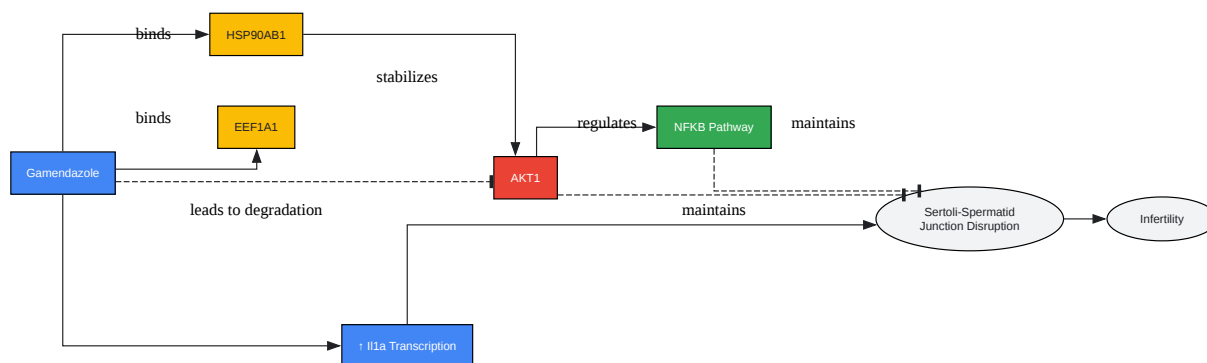 binds
HSP90AB1
stabilizes
binds
EEF1A1
regulates
NFKB Pathway
maintains
Gamendazole
AKT1
leads to degradation
maintains
Sertoli-Spermatid
Junction Disruption
Infertility
↑ Il1a Transcription